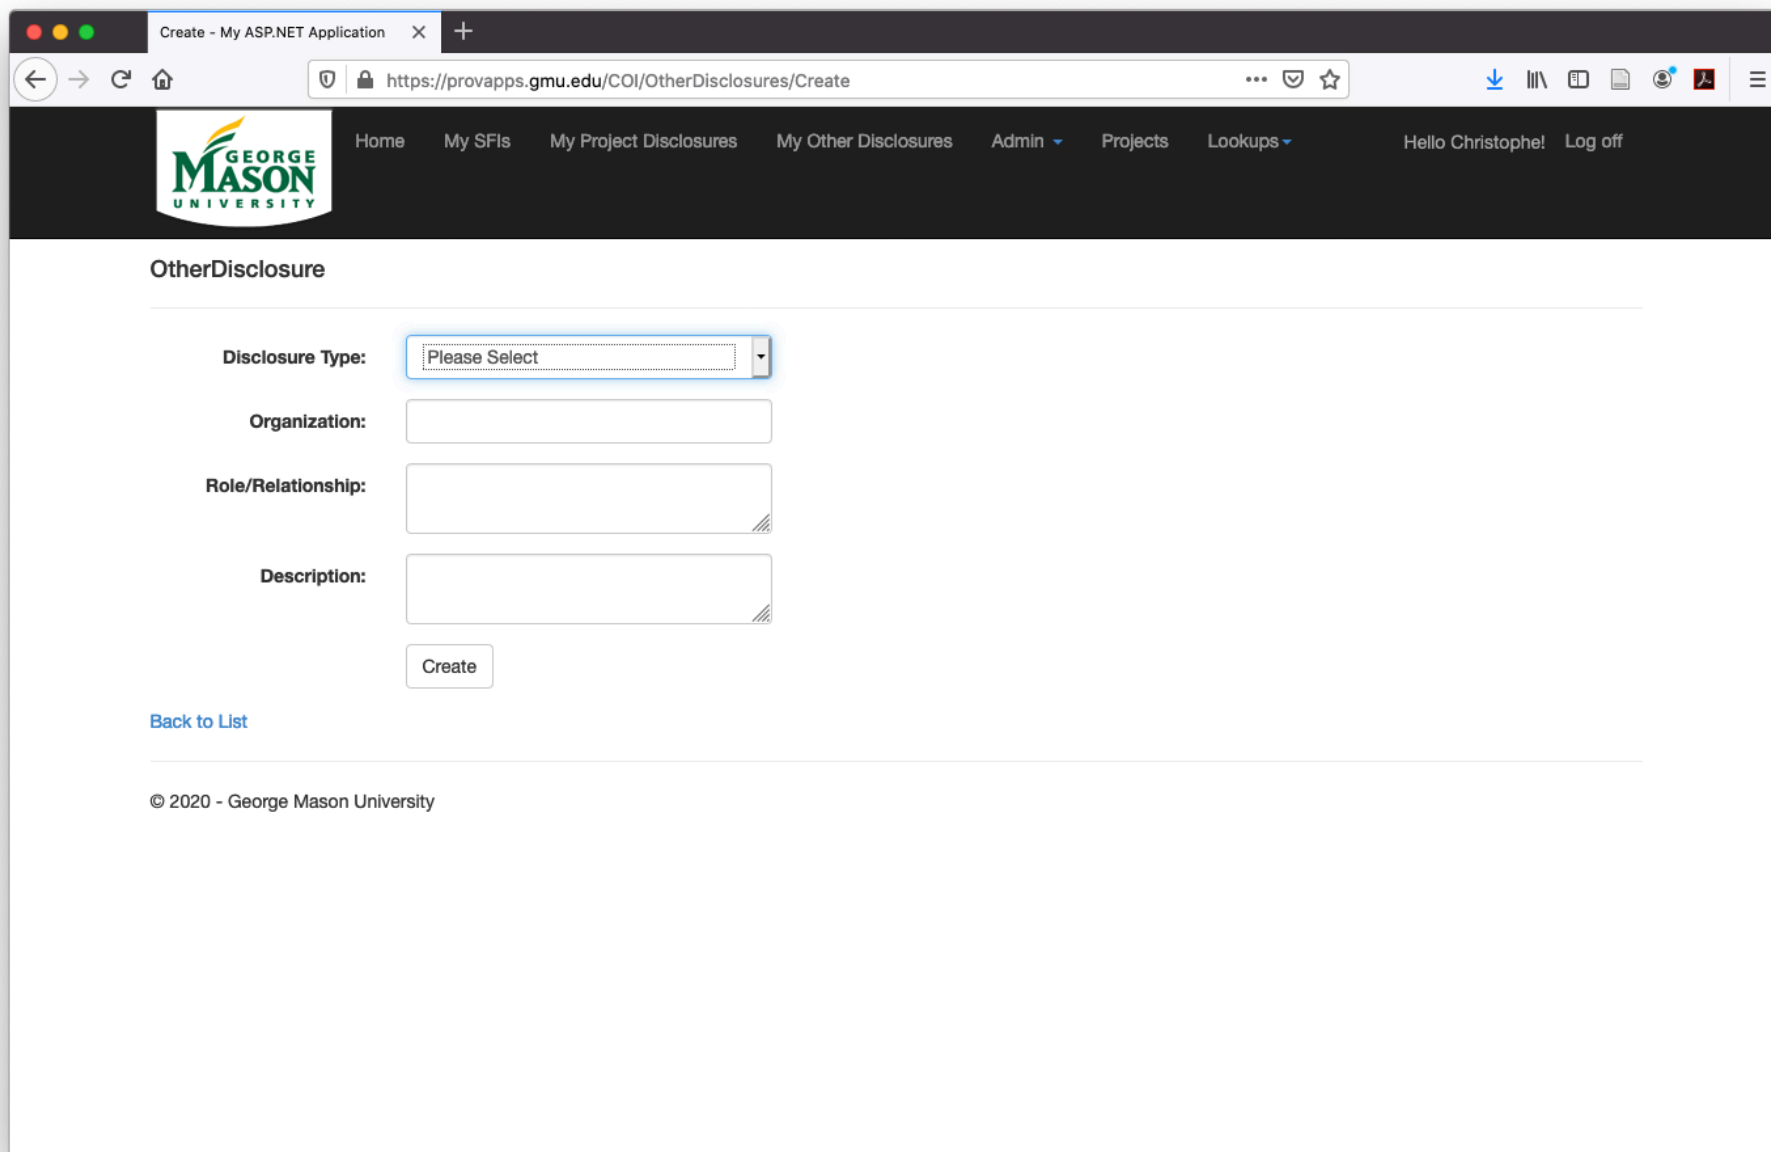 Create - My ASP.NET Application
https://provapps.gmu.edu/COI/OtherDisclosures/Create
GEORGE
MASON
UNIVERSITY
Home My SFIs My Project Disclosures My Other Disclosures Admin Projects Lookups Hello Christophe! Log off
OtherDisclosure
Disclosure Type: Please Select
Organization:
Role/Relationship:
Description:
Create
Back to List
© 2020 - George Mason University